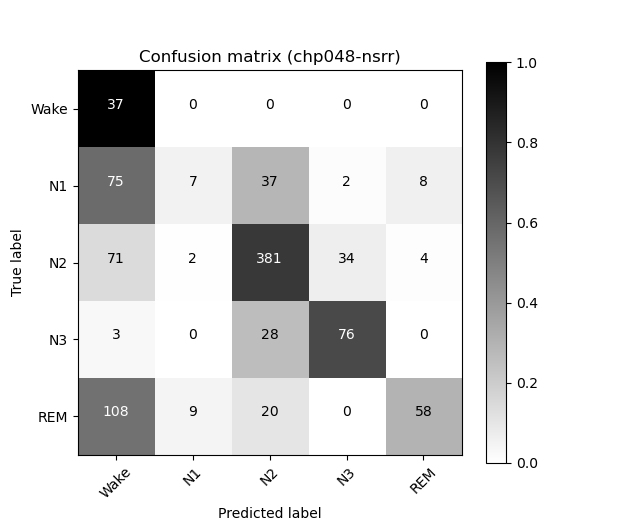 Confusion matrix (chp048-nsrr)
1.0
Wake 37 0 0 0 0
0.8
N1 75 7 37 2 8
0.6
N2 71 2 381 34 4
0.4
N3 3 0 28 76 0
0.2
REM 108 9 20 0 58
0.0
Wake N1 N2 N3 REM
True label
Predicted label